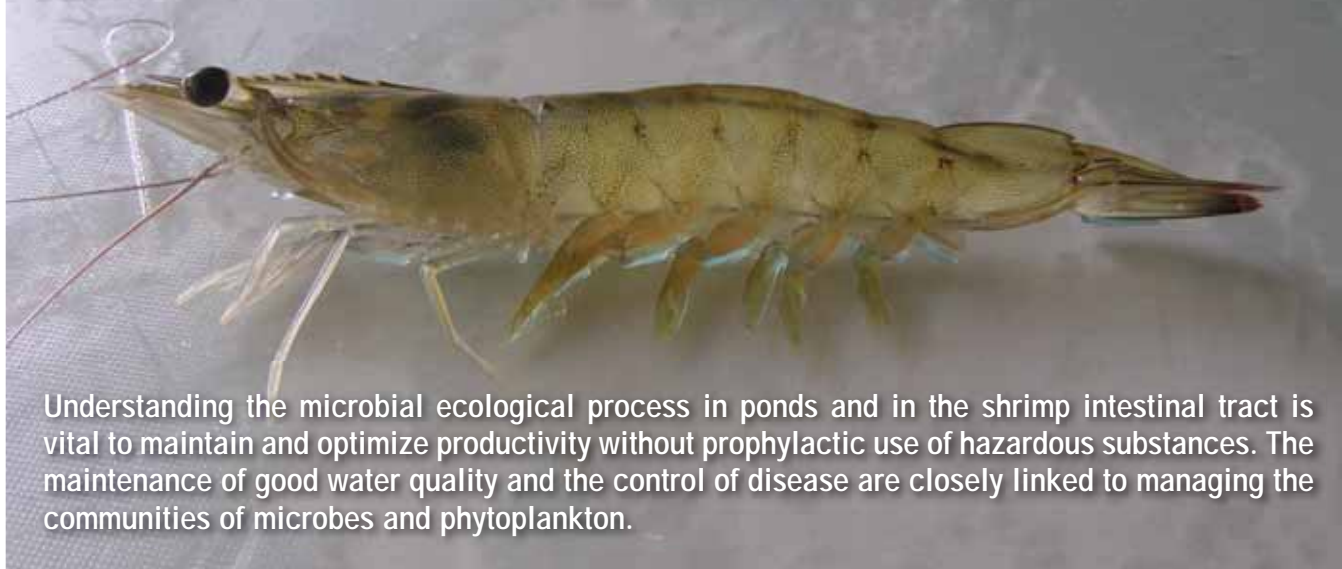 Understanding the microbial ecological process in ponds and in the shrimp intestinal tract is
vital to maintain and optimize productivity without prophylactic use of hazardous substances. The
maintenance of good water quality and the control of disease are closely linked to managing the
communities of microbes and phytoplankton.